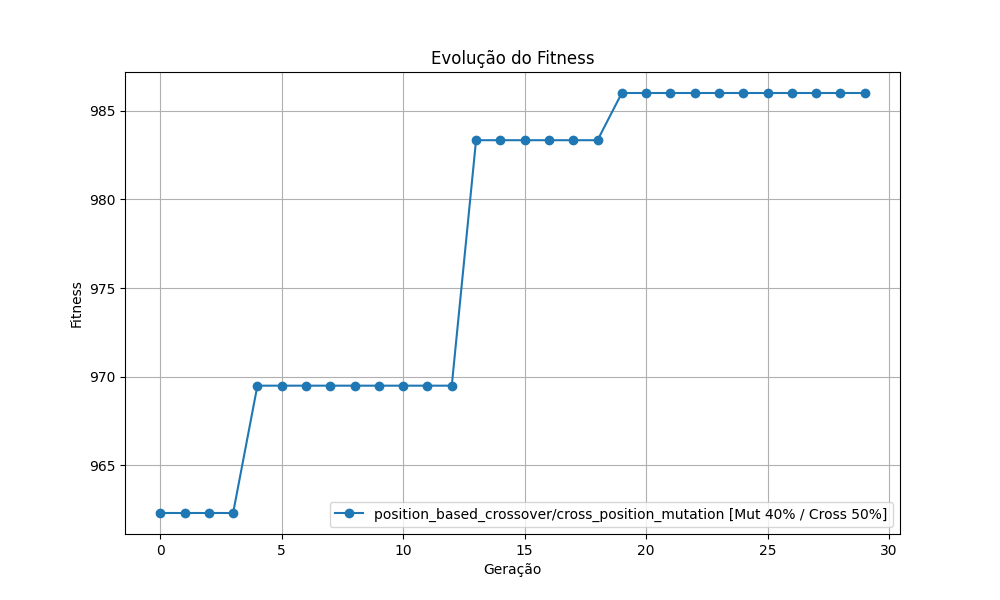 Evolução do Fitness
985
980
975
970
965
Fitness
position_based_crossover/cross_position_mutation [Mut 40% / Cross 50%]
0 5 10 15 20 25 30
Geração